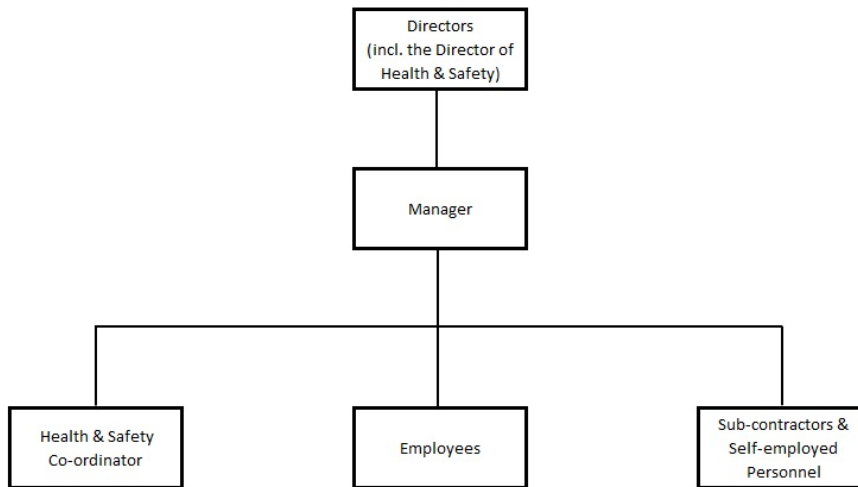 Directors
(incl. the Director of
Health & Safety)
Manager
Health & Safety
Co-ordinator
Employees
Sub-contractors &
Self-employed
Personnel